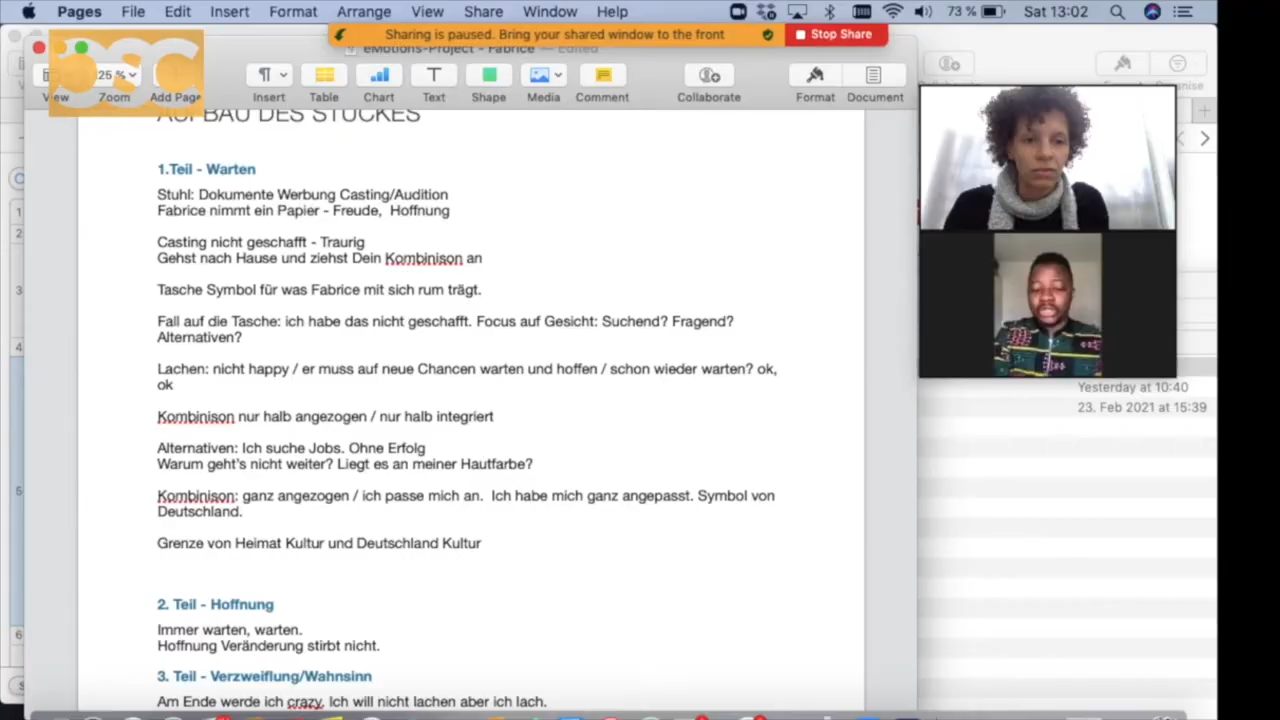 Pages File Edit Insert Format Arrange View Share Window Help 73 % Sat 13:02
Sharing is paused. Bring your shared window to the front Stop Share
eMotions-Project - Fabrice — Edited
25 %
View Zoom Add Page Insert Table Chart Text Shape Media Comment Collaborate Format Document
AUFBAU DES STÜCKES
1.Teil - Warten
Stuhl: Dokumente Werbung Casting/Audition
Fabrice nimmt ein Papier - Freude, Hoffnung
Casting nicht geschafft - Traurig
Gehst nach Hause und ziehst Dein Kombinison an
Tasche Symbol für was Fabrice mit sich rum trägt.
Fall auf die Tasche: ich habe das nicht geschafft. Focus auf Gesicht: Suchend? Fragend?
Alternativen?
Lachen: nicht happy / er muss auf neue Chancen warten und hoffen / schon wieder warten? ok,
ok
Kombinison nur halb angezogen / nur halb integriert
Alternativen: Ich suche Jobs. Ohne Erfolg
Warum geht's nicht weiter? Liegt es an meiner Hautfarbe?
Kombinison: ganz angezogen / ich passe mich an. Ich habe mich ganz angepasst. Symbol von
Deutschland.
Grenze von Heimat Kultur und Deutschland Kultur
2. Teil - Hoffnung
Immer warten, warten.
Hoffnung Veränderung stirbt nicht.
3. Teil - Verzweiflung/Wahnsinn
Am Ende werde ich crazy. Ich will nicht lachen aber ich lach.
Yesterday at 10:40
23. Feb 2021 at 15:39
1
2
3
4
5
6